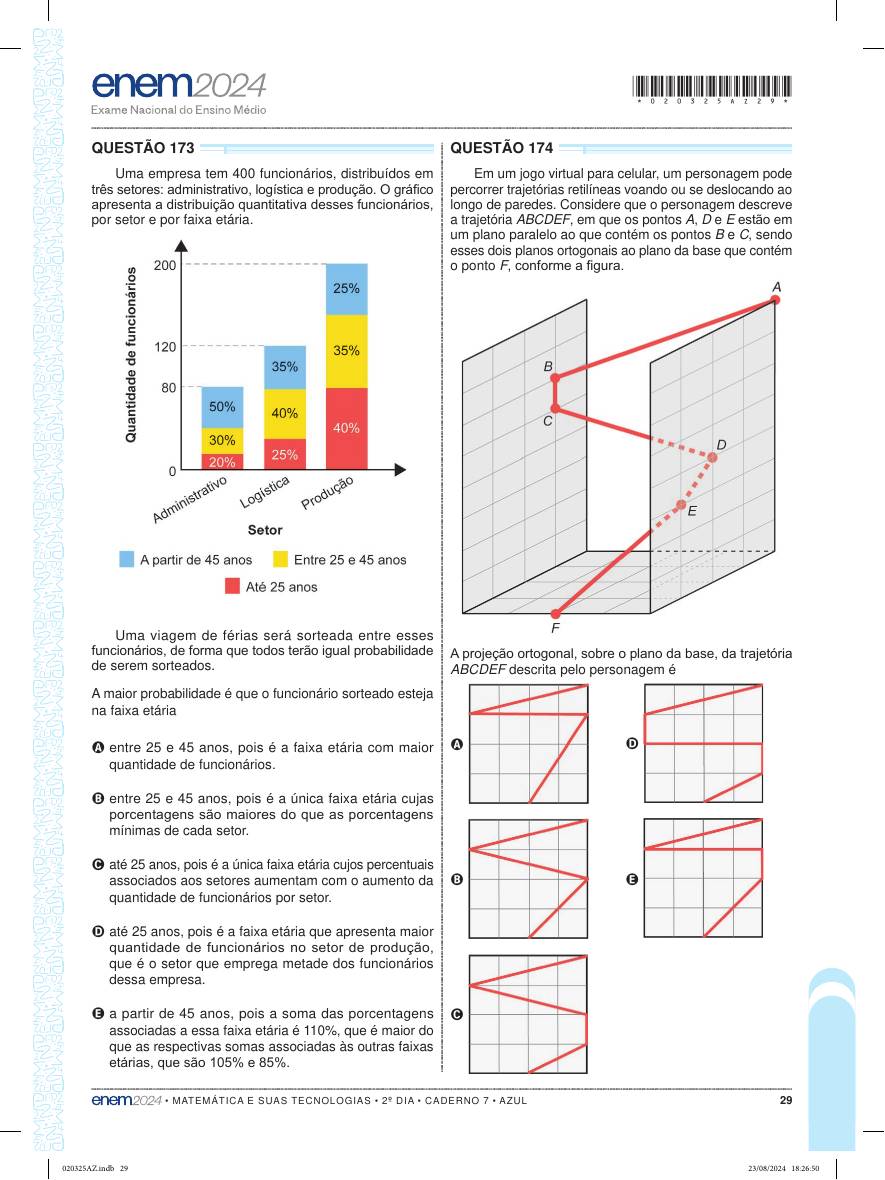 enem2024
Exame Nacional do Ensino Médio
*020325AZ29*
QUESTÃO 173
Uma empresa tem 400 funcionários, distribuídos em
três setores: administrativo, logística e produção. O gráfico
apresenta a distribuição quantitativa desses funcionários,
por setor e por faixa etária.
Quantidade de funcionários
200
120
80
0
50%
30%
20%
35%
40%
25%
25%
35%
40%
Administrativo
Logística
Produção
Setor
A partir de 45 anos
Entre 25 e 45 anos
Até 25 anos
Uma viagem de férias será sorteada entre esses
funcionários, de forma que todos terão igual probabilidade
de serem sorteados.
A maior probabilidade é que o funcionário sorteado esteja
na faixa etária
A entre 25 e 45 anos, pois é a faixa etária com maior
quantidade de funcionários.
B entre 25 e 45 anos, pois é a única faixa etária cujas
porcentagens são maiores do que as porcentagens
mínimas de cada setor.
C até 25 anos, pois é a única faixa etária cujos percentuais
associados aos setores aumentam com o aumento da
quantidade de funcionários por setor.
D até 25 anos, pois é a faixa etária que apresenta maior
quantidade de funcionários no setor de produção,
que é o setor que emprega metade dos funcionários
dessa empresa.
E a partir de 45 anos, pois a soma das porcentagens
associadas a essa faixa etária é 110%, que é maior do
que as respectivas somas associadas às outras faixas
etárias, que são 105% e 85%.
QUESTÃO 174
Em um jogo virtual para celular, um personagem pode
percorrer trajetórias retilíneas voando ou se deslocando ao
longo de paredes. Considere que o personagem descreve
a trajetória ABCDEF, em que os pontos A, D e E estão em
um plano paralelo ao que contém os pontos B e C, sendo
esses dois planos ortogonais ao plano da base que contém
o ponto F, conforme a figura.
A
B
C
D
E
F
A projeção ortogonal, sobre o plano da base, da trajetória
ABCDEF descrita pelo personagem é
A
D
B
E
C
enem2024 • MATEMÁTICA E SUAS TECNOLOGIAS • 2º DIA • CADERNO 7 • AZUL
29
020325AZ.indb 29
23/08/2024 18:26:50